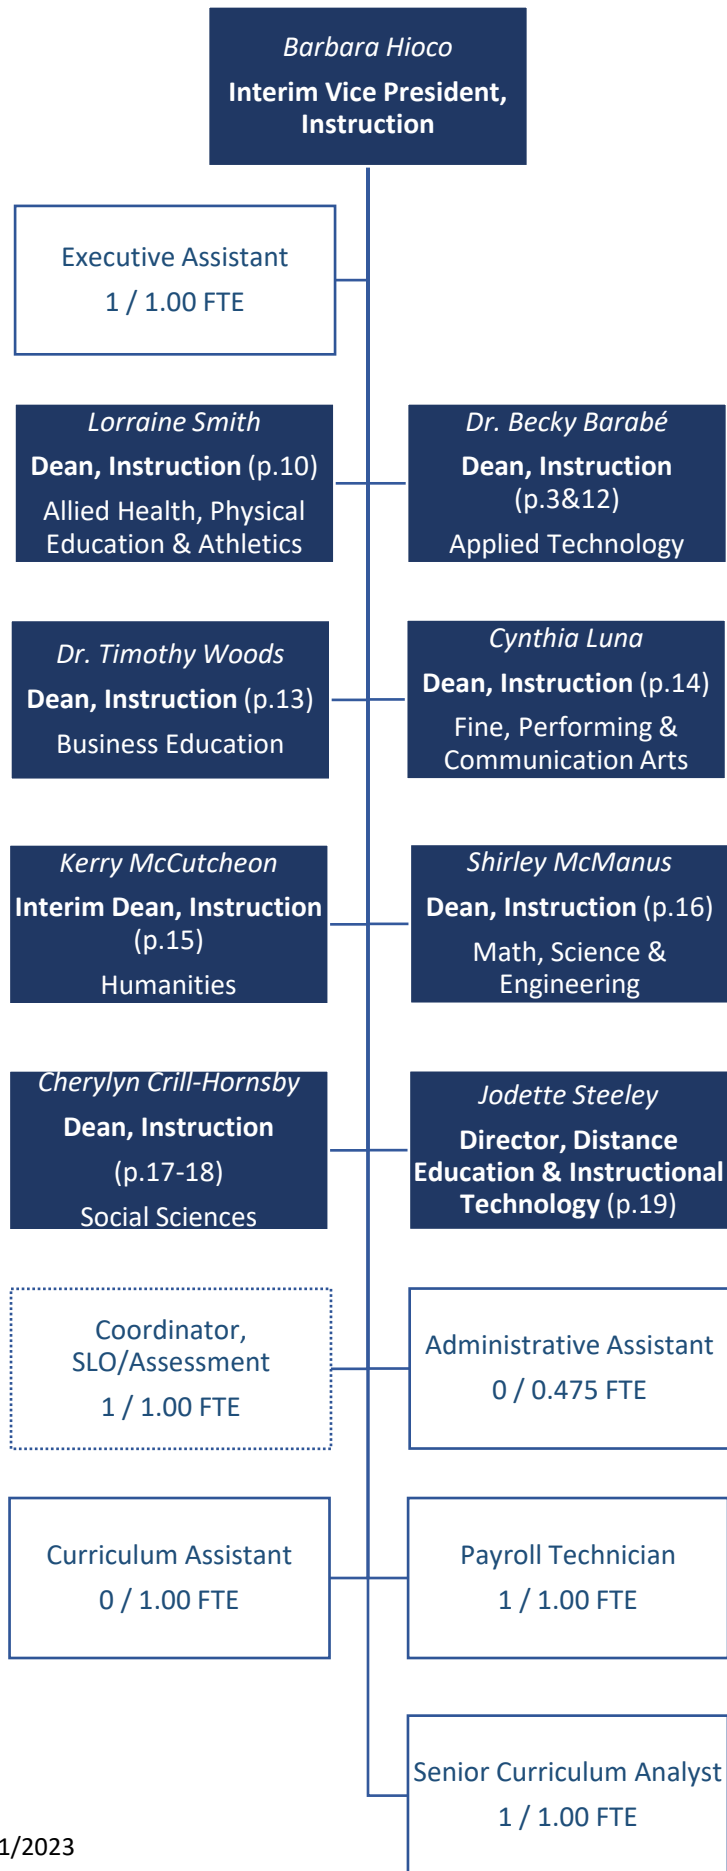 Barbara Hioco
Interim Vice President,
Instruction
Executive Assistant
1 / 1.00 FTE
Lorraine Smith
Dean, Instruction (p.10)
Allied Health, Physical
Education & Athletics
Dr. Becky Barabé
Dean, Instruction
(p.3&12)
Applied Technology
Dr. Timothy Woods
Dean, Instruction (p.13)
Business Education
Cynthia Luna
Dean, Instruction (p.14)
Fine, Performing &
Communication Arts
Kerry McCutcheon
Interim Dean, Instruction
(p.15)
Humanities
Shirley McManus
Dean, Instruction (p.16)
Math, Science &
Engineering
Cherylyn Crill-Hornsby
Dean, Instruction
(p.17-18)
Social Sciences
Jodette Steeley
Director, Distance
Education & Instructional
Technology (p.19)
Coordinator,
SLO/Assessment
1 / 1.00 FTE
Administrative Assistant
0 / 0.475 FTE
Curriculum Assistant
0 / 1.00 FTE
Payroll Technician
1 / 1.00 FTE
Senior Curriculum Analyst
1 / 1.00 FTE
1/2023